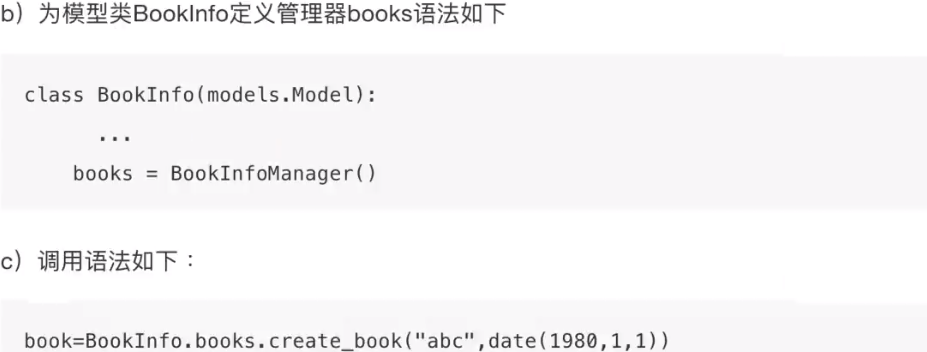 b）为模型类BookInfo定义管理器books语法如下
class BookInfo(models.Model):
...
books = BookInfoManager()
c）调用语法如下：
book=BookInfo.books.create_book("abc",date(1980,1,1))